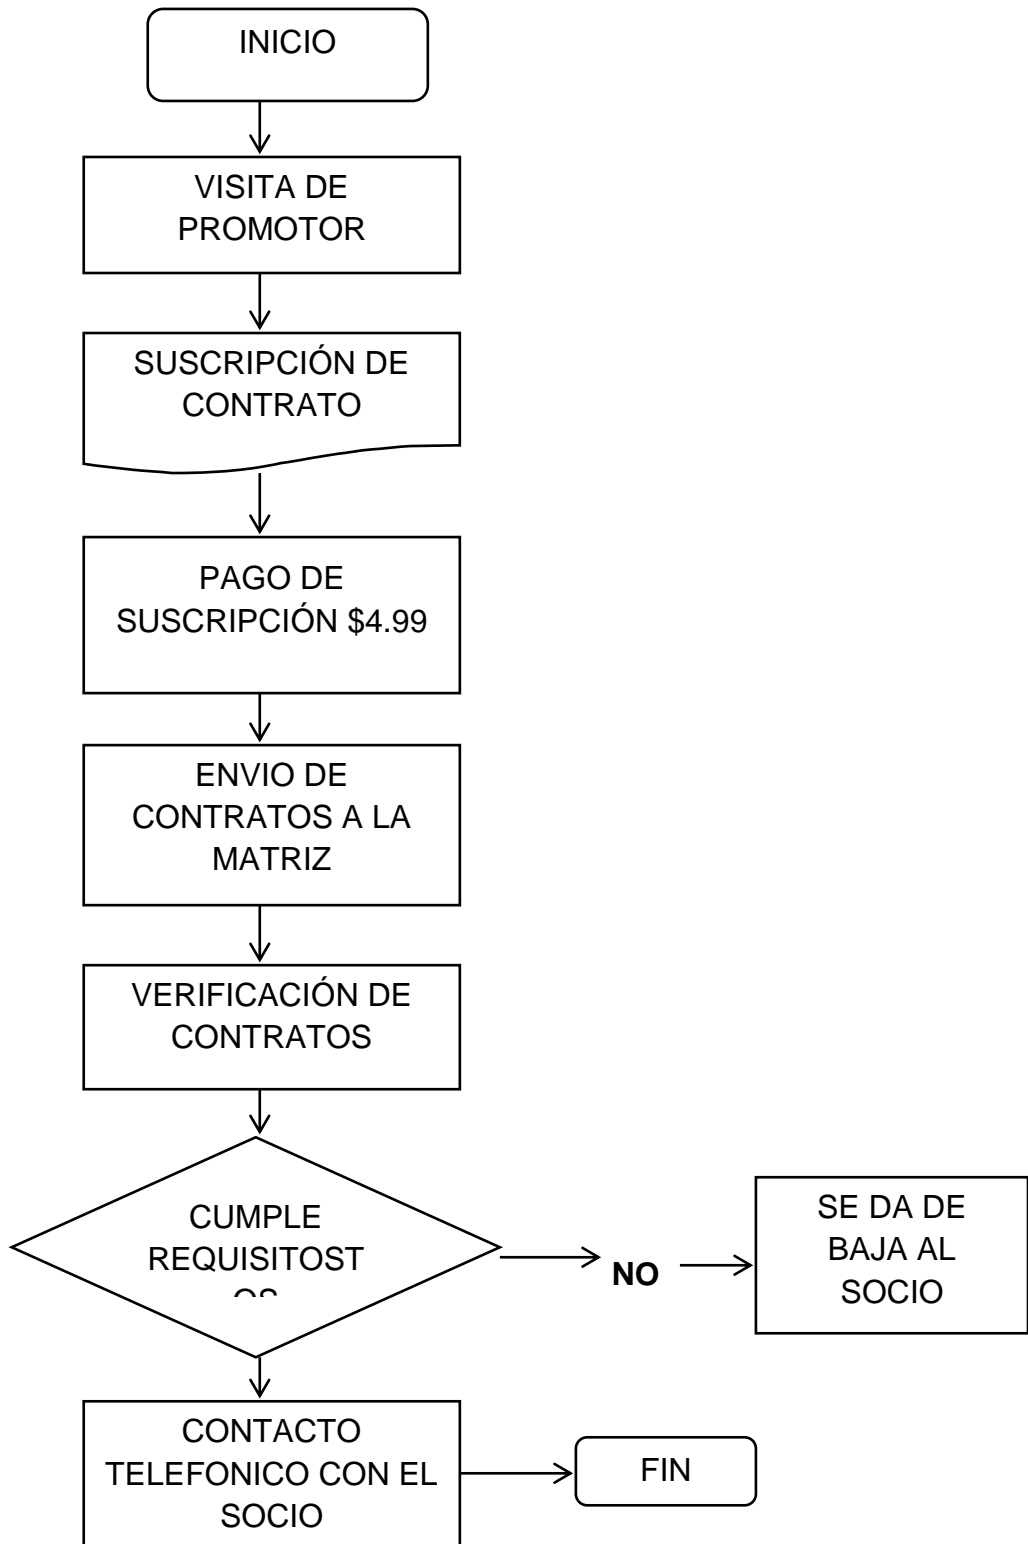 INICIO
VISITA DE
PROMOTOR
SUSCRIPCIÓN DE
CONTRATO
PAGO DE
SUSCRIPCIÓN $4.99
ENVIO DE
CONTRATOS A LA
MATRIZ
VERIFICACIÓN DE
CONTRATOS
CUMPLE
REQUISITOST
OS
NO
SE DA DE
BAJA AL
SOCIO
CONTACTO
TELEFONICO CON EL
SOCIO
FIN